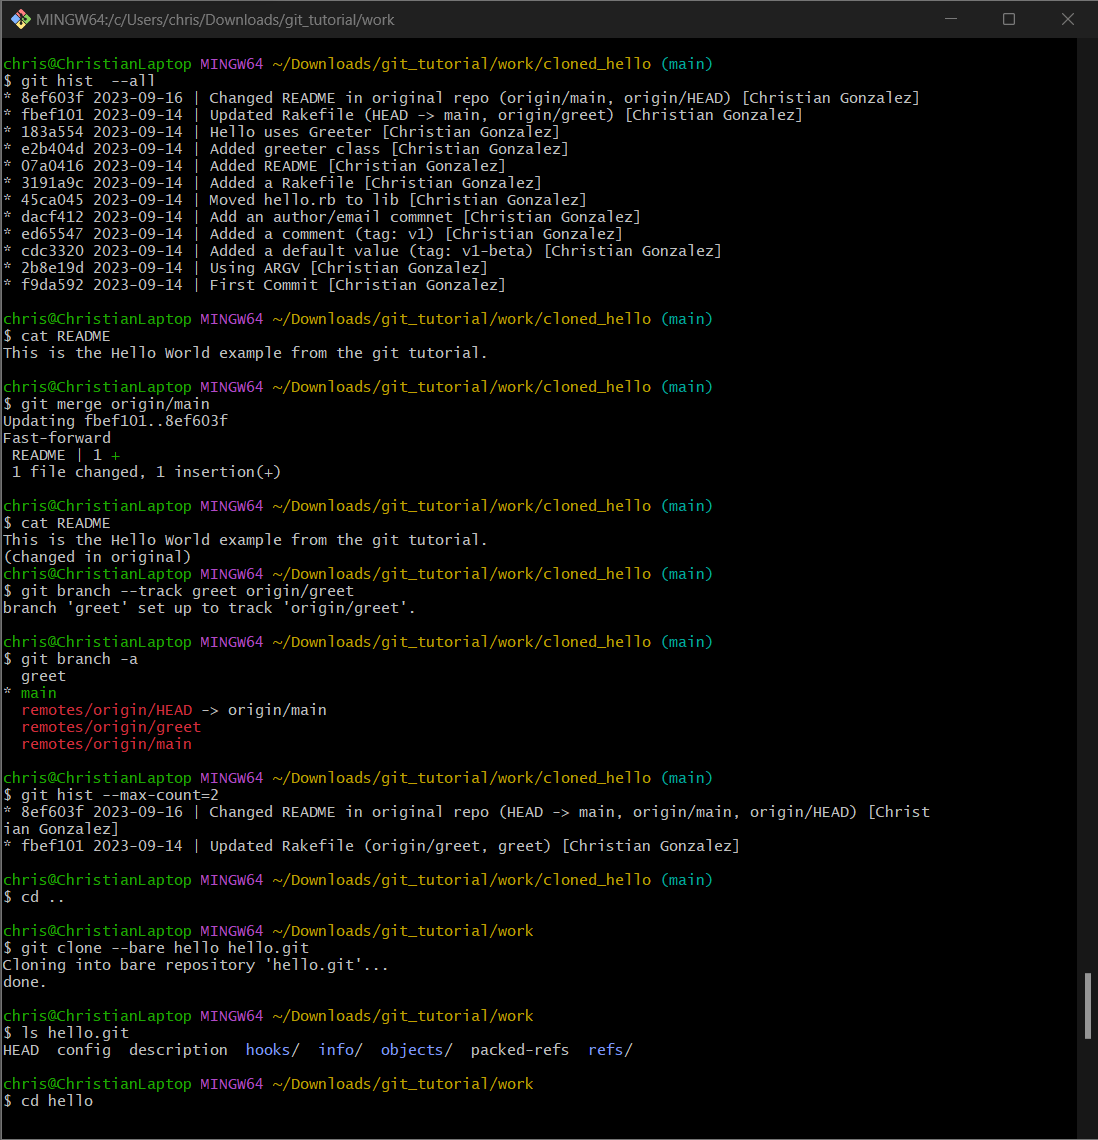 MINGW64:/c/Users/chris/Downloads/git_tutorial/work
chris@ChristianLaptop MINGW64 ~/Downloads/git_tutorial/work/cloned_hello (main)
$ git hist  --all
* 8ef603f 2023-09-16 | Changed README in original repo (origin/main, origin/HEAD) [Christian Gonzalez]
* fbef101 2023-09-14 | Updated Rakefile (HEAD -> main, origin/greet) [Christian Gonzalez]
* 183a554 2023-09-14 | Hello uses Greeter [Christian Gonzalez]
* e2b404d 2023-09-14 | Added greeter class [Christian Gonzalez]
* 07a0416 2023-09-14 | Added README [Christian Gonzalez]
* 3191a9c 2023-09-14 | Added a Rakefile [Christian Gonzalez]
* 45ca045 2023-09-14 | Moved hello.rb to lib [Christian Gonzalez]
* dacf412 2023-09-14 | Add an author/email commnet [Christian Gonzalez]
* ed65547 2023-09-14 | Added a comment (tag: v1) [Christian Gonzalez]
* cdc3320 2023-09-14 | Added a default value (tag: v1-beta) [Christian Gonzalez]
* 2b8e19d 2023-09-14 | Using ARGV [Christian Gonzalez]
* f9da592 2023-09-14 | First Commit [Christian Gonzalez]
chris@ChristianLaptop MINGW64 ~/Downloads/git_tutorial/work/cloned_hello (main)
$ cat README
This is the Hello World example from the git tutorial.
chris@ChristianLaptop MINGW64 ~/Downloads/git_tutorial/work/cloned_hello (main)
$ git merge origin/main
Updating fbef101..8ef603f
Fast-forward
 README | 1 +
 1 file changed, 1 insertion(+)
chris@ChristianLaptop MINGW64 ~/Downloads/git_tutorial/work/cloned_hello (main)
$ cat README
This is the Hello World example from the git tutorial.
(changed in original)
chris@ChristianLaptop MINGW64 ~/Downloads/git_tutorial/work/cloned_hello (main)
$ git branch --track greet origin/greet
branch 'greet' set up to track 'origin/greet'.
chris@ChristianLaptop MINGW64 ~/Downloads/git_tutorial/work/cloned_hello (main)
$ git branch -a
  greet
* main
  remotes/origin/HEAD -> origin/main
  remotes/origin/greet
  remotes/origin/main
chris@ChristianLaptop MINGW64 ~/Downloads/git_tutorial/work/cloned_hello (main)
$ git hist --max-count=2
* 8ef603f 2023-09-16 | Changed README in original repo (HEAD -> main, origin/main, origin/HEAD) [Christ
ian Gonzalez]
* fbef101 2023-09-14 | Updated Rakefile (origin/greet, greet) [Christian Gonzalez]
chris@ChristianLaptop MINGW64 ~/Downloads/git_tutorial/work/cloned_hello (main)
$ cd ..
chris@ChristianLaptop MINGW64 ~/Downloads/git_tutorial/work
$ git clone --bare hello hello.git
Cloning into bare repository 'hello.git'...
done.
chris@ChristianLaptop MINGW64 ~/Downloads/git_tutorial/work
$ ls hello.git
HEAD  config  description  hooks/  info/  objects/  packed-refs  refs/
chris@ChristianLaptop MINGW64 ~/Downloads/git_tutorial/work
$ cd hello